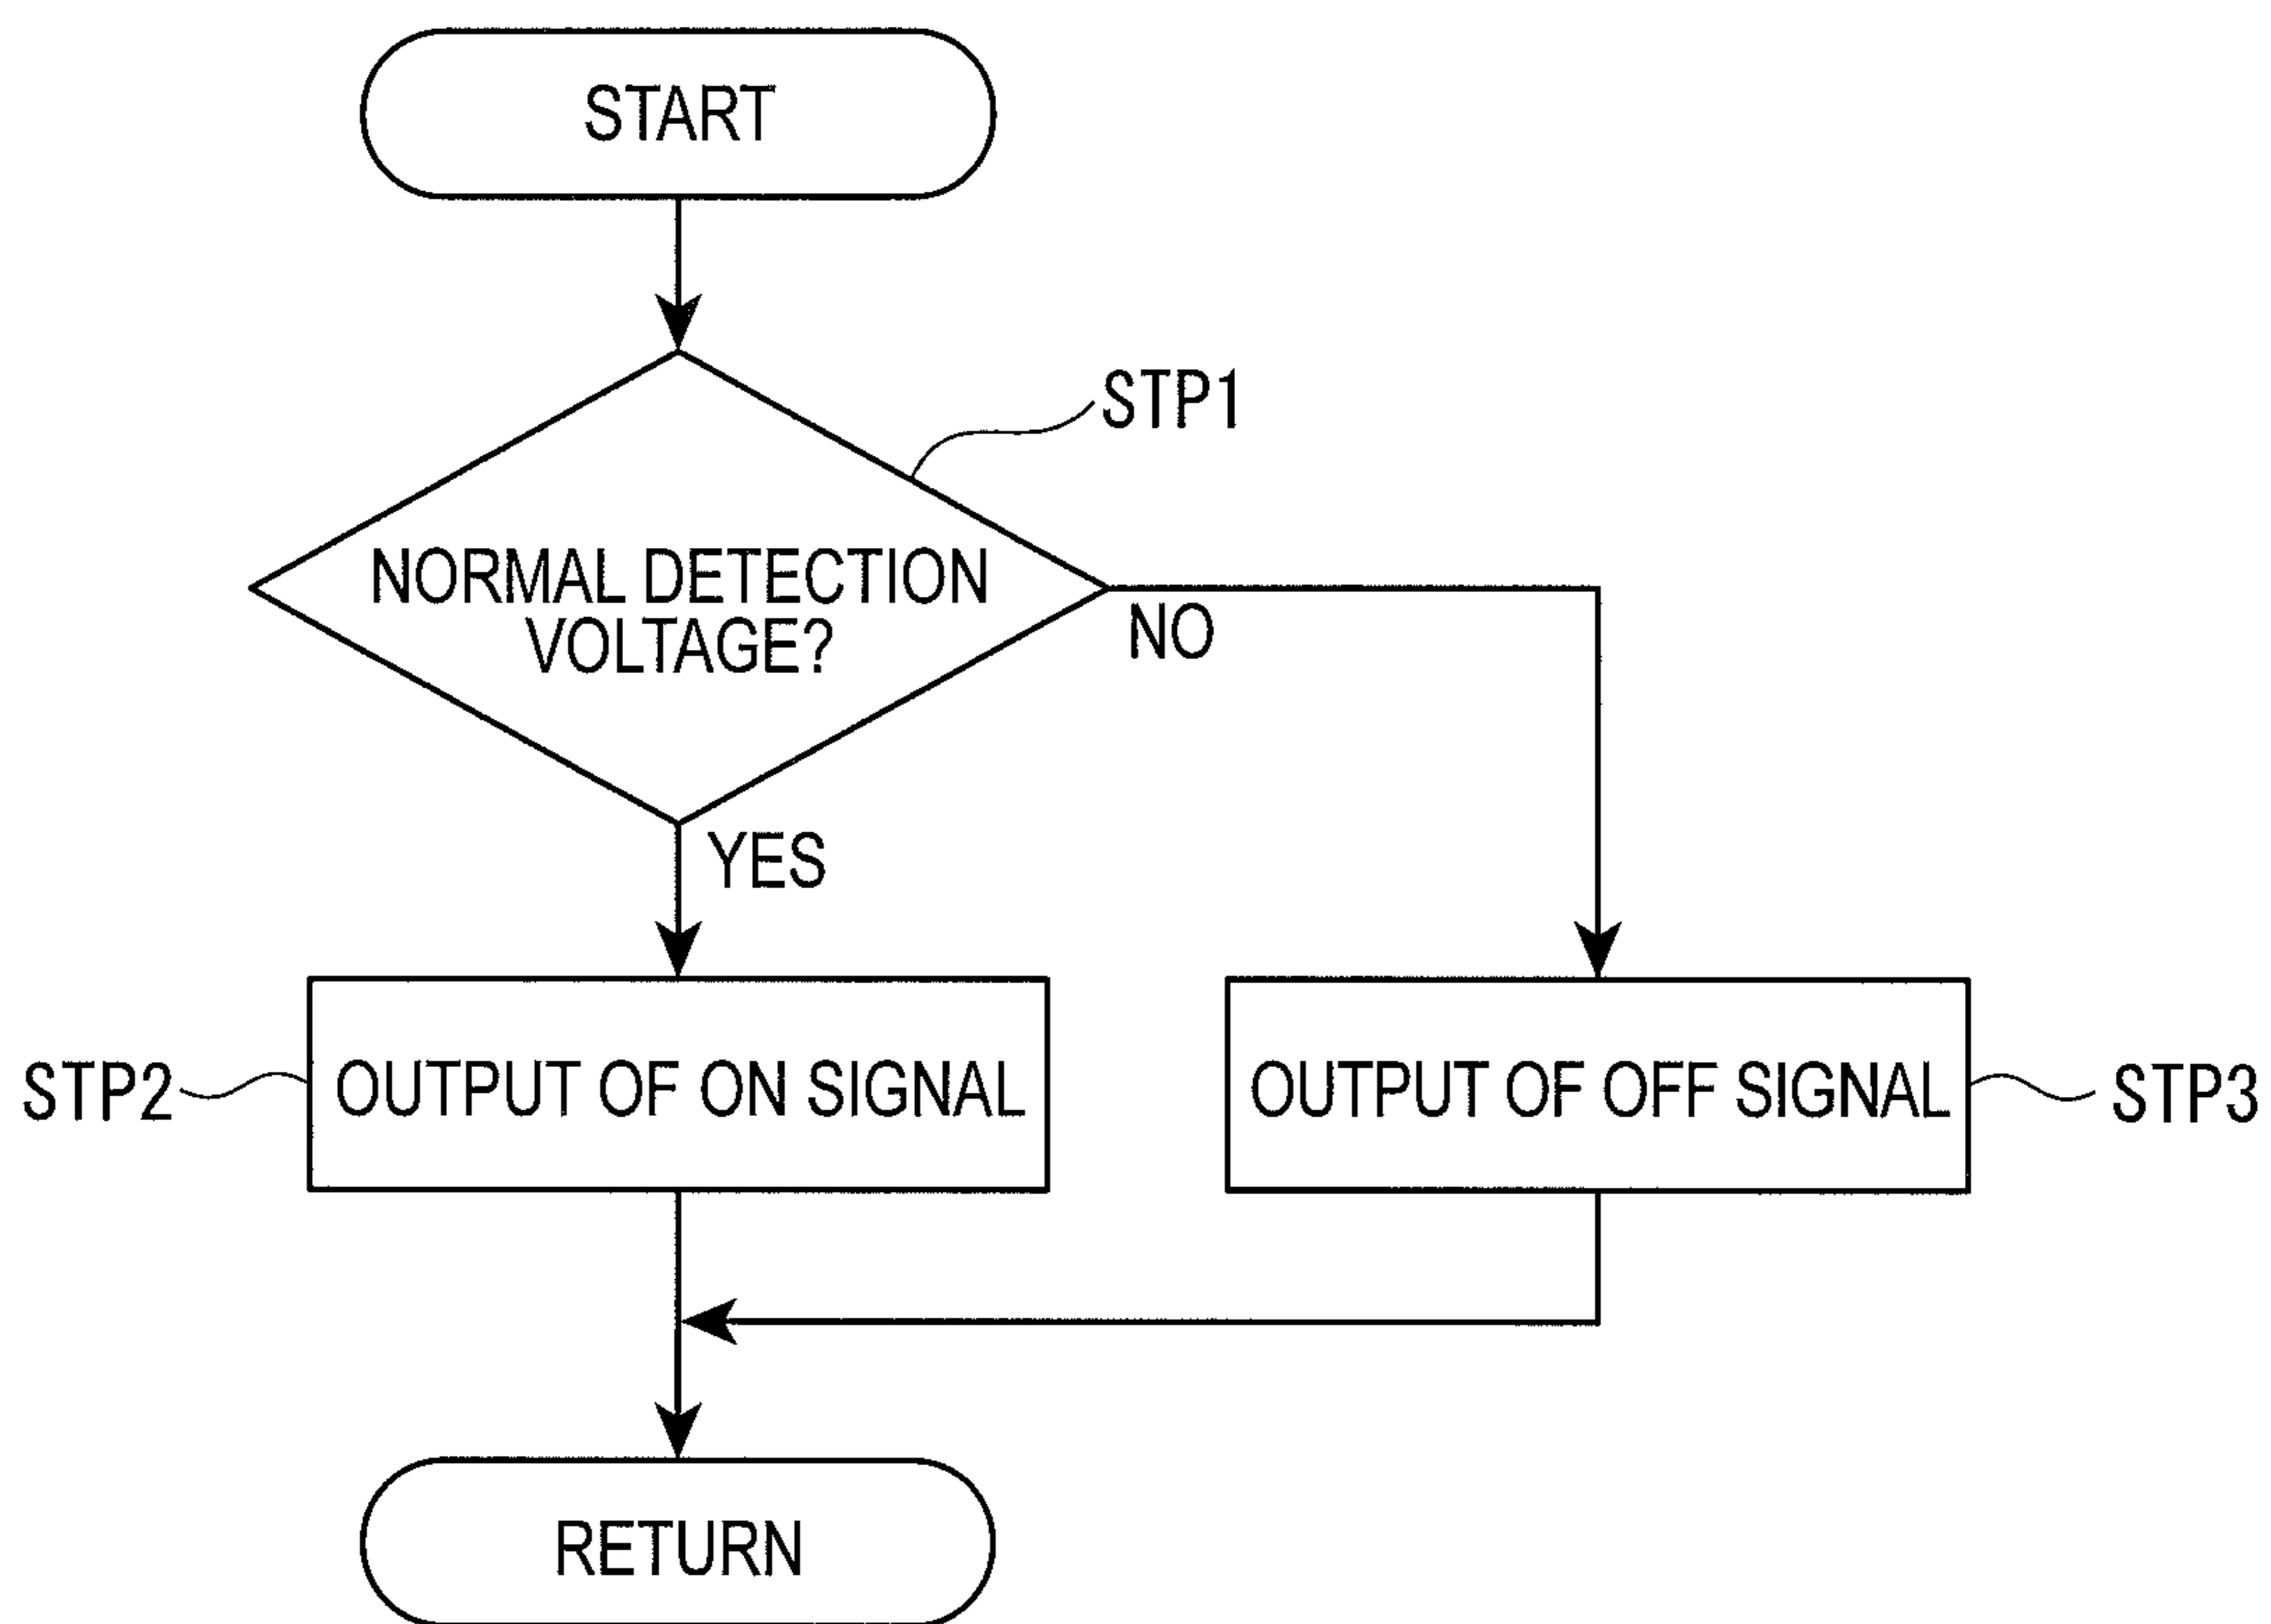 START
STP1
NORMAL DETECTION
VOLTAGE?
NO
YES
STP2
OUTPUT OF ON SIGNAL
OUTPUT OF OFF SIGNAL
STP3
RETURN